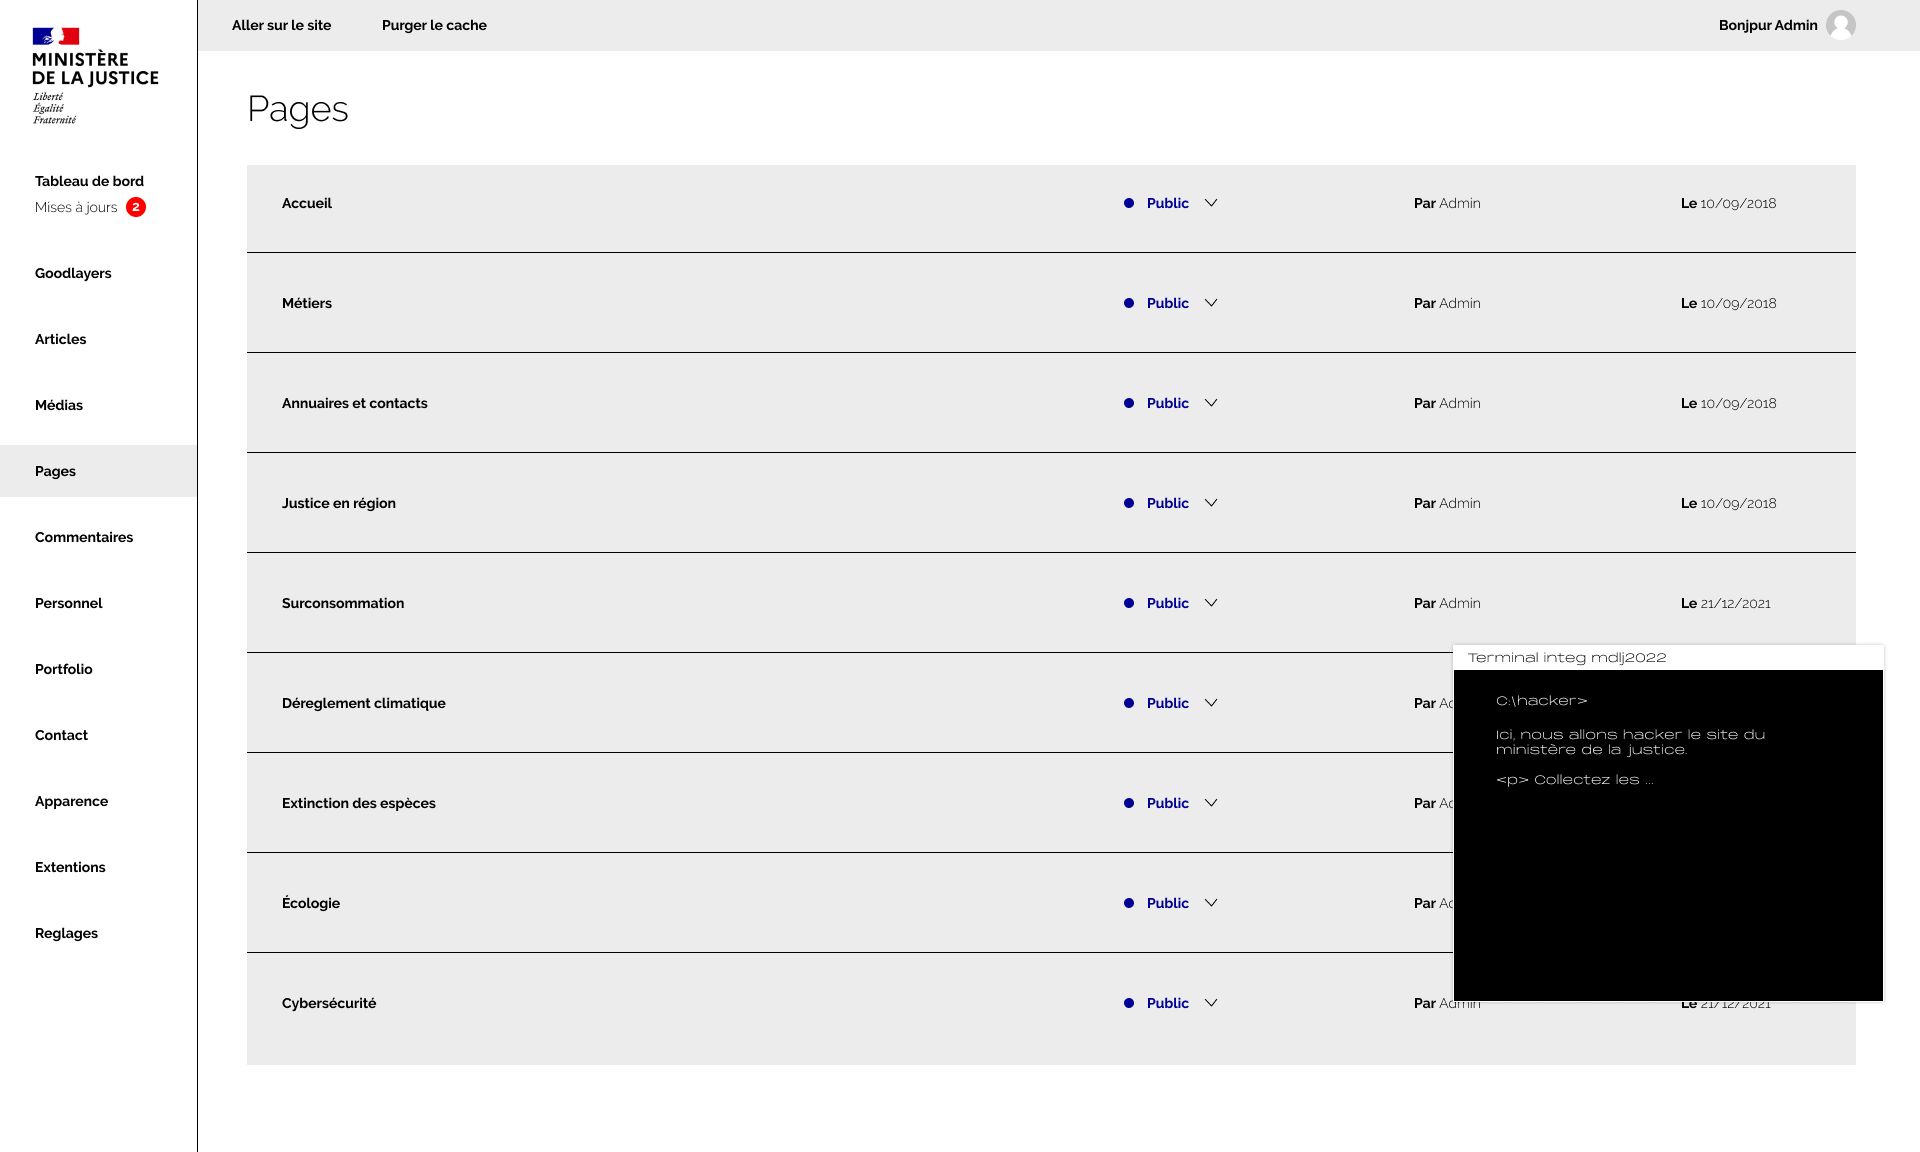 Aller sur le site Purger le cache Bonjpur Admin
MINISTÈRE
DE LA JUSTICE
Liberté
Égalité
Fraternité
Tableau de bord
Mises à jours 2
Goodlayers
Articles
Médias
Pages
Commentaires
Personnel
Portfolio
Contact
Apparence
Extentions
Reglages
Pages
Accueil Public Par Admin Le 10/09/2018
Métiers Public Par Admin Le 10/09/2018
Annuaires et contacts Public Par Admin Le 10/09/2018
Justice en région Public Par Admin Le 10/09/2018
Surconsommation Public Par Admin Le 21/12/2021
Déreglement climatique Public Par
Extinction des espèces Public Par
Écologie Public Par
Cybersécurité Public Par Admin Le 21/12/2021
Terminal integ mdlj2022
C:\hacker>
Ici, nous allons hacker le site du
ministère de la justice.
<p> Collectez les ...